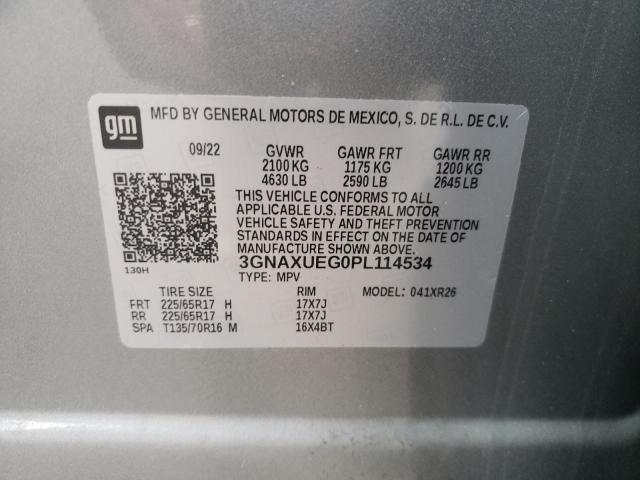 gm
MFD BY GENERAL MOTORS DE MEXICO, S. DE R.L. DE C.V.
09/22 GVWR GAWR FRT GAWR RR
2100 KG 1175 KG 1200 KG
4630 LB 2590 LB 2645 LB
THIS VEHICLE CONFORMS TO ALL
APPLICABLE U.S. FEDERAL MOTOR
VEHICLE SAFETY AND THEFT PREVENTION
STANDARDS IN EFFECT ON THE DATE OF
MANUFACTURE SHOWN ABOVE.
3GNAXUEG0PL114534
130H
TYPE: MPV
TIRE SIZE RIM MODEL: 041XR26
FRT 225/65R17 H 17X7J
RR 225/65R17 H 17X7J
SPA T135/70R16 M 16X4BT